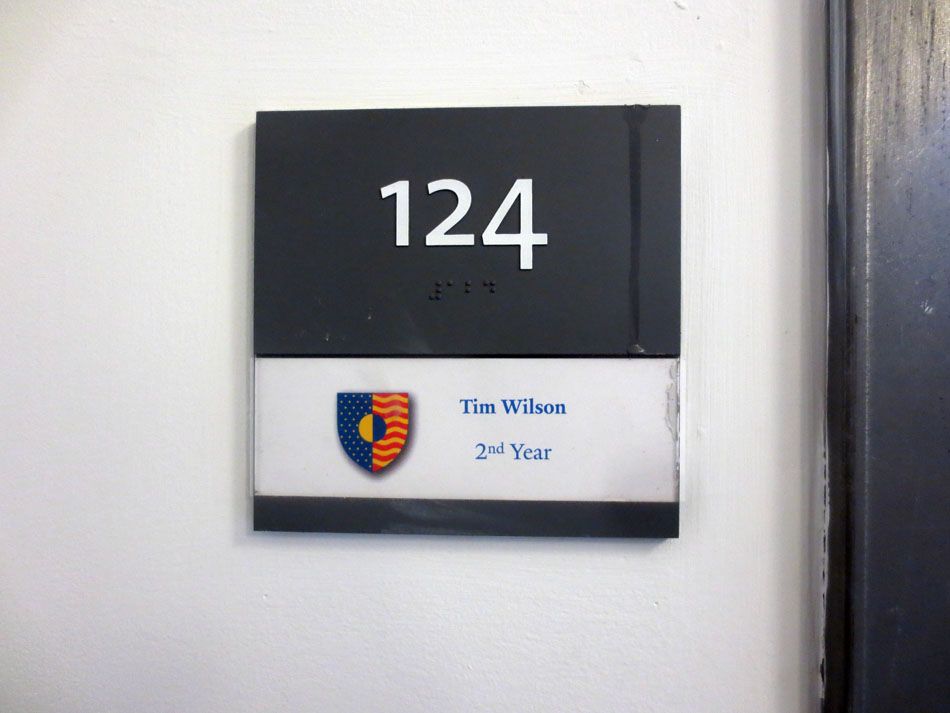 124
⠼⠁⠃⠙
Tim Wilson
2nd Year